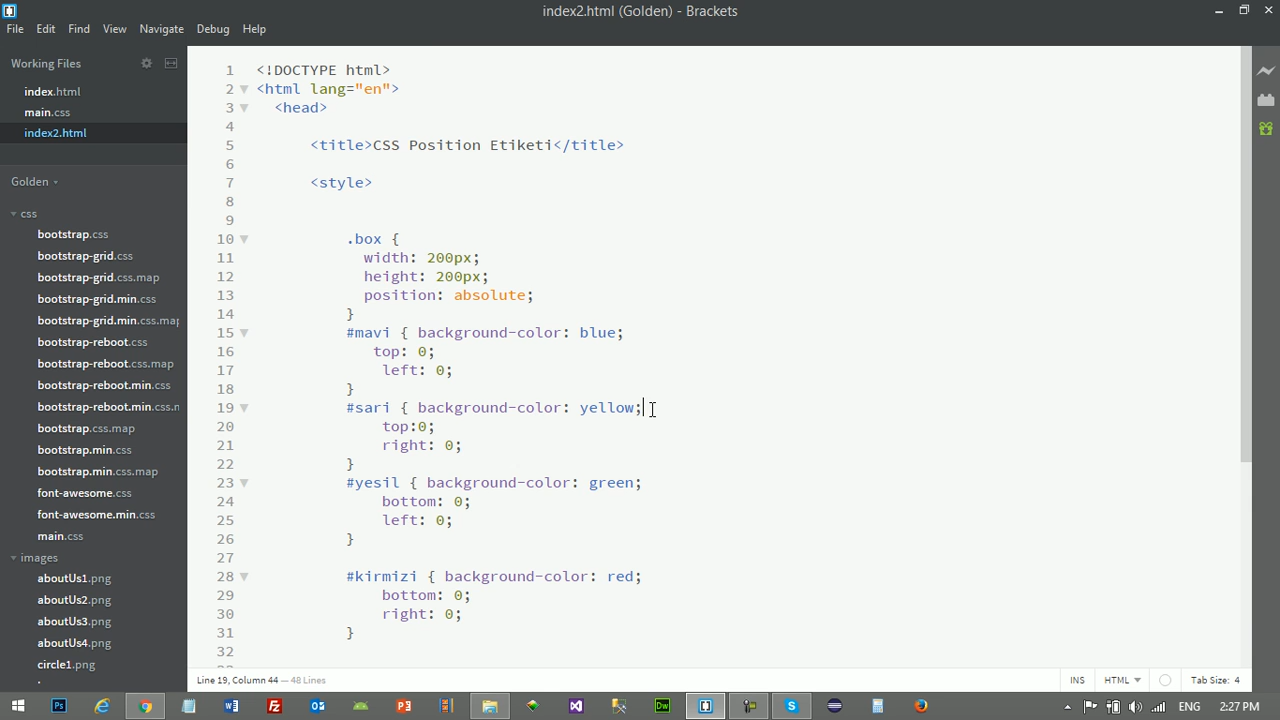 index2.html (Golden) - Brackets
File Edit Find View Navigate Debug Help
Working Files
index.html
main.css
index2.html
Golden
css
bootstrap.css
bootstrap-grid.css
bootstrap-grid.css.map
bootstrap-grid.min.css
bootstrap-grid.min.css.map
bootstrap-reboot.css
bootstrap-reboot.css.map
bootstrap-reboot.min.css
bootstrap-reboot.min.css.n
bootstrap.css.map
bootstrap.min.css
bootstrap.min.css.map
font-awesome.css
font-awesome.min.css
main.css
images
aboutUs1.png
aboutUs2.png
aboutUs3.png
aboutUs4.png
circle1.png
1 <!DOCTYPE html>
2 <html lang="en">
3 <head>
4
5 <title>CSS Position Etiketi</title>
6
7 <style>
8
9
10 .box {
11 width: 200px;
12 height: 200px;
13 position: absolute;
14 }
15 #mavi { background-color: blue;
16 top: 0;
17 left: 0;
18 }
19 #sari { background-color: yellow;
20 top:0;
21 right: 0;
22 }
23 #yesil { background-color: green;
24 bottom: 0;
25 left: 0;
26 }
27
28 #kirmizi { background-color: red;
29 bottom: 0;
30 right: 0;
31 }
32
Line 19, Column 44 — 48 Lines
INS HTML Tab Size: 4
ENG 2:27 PM